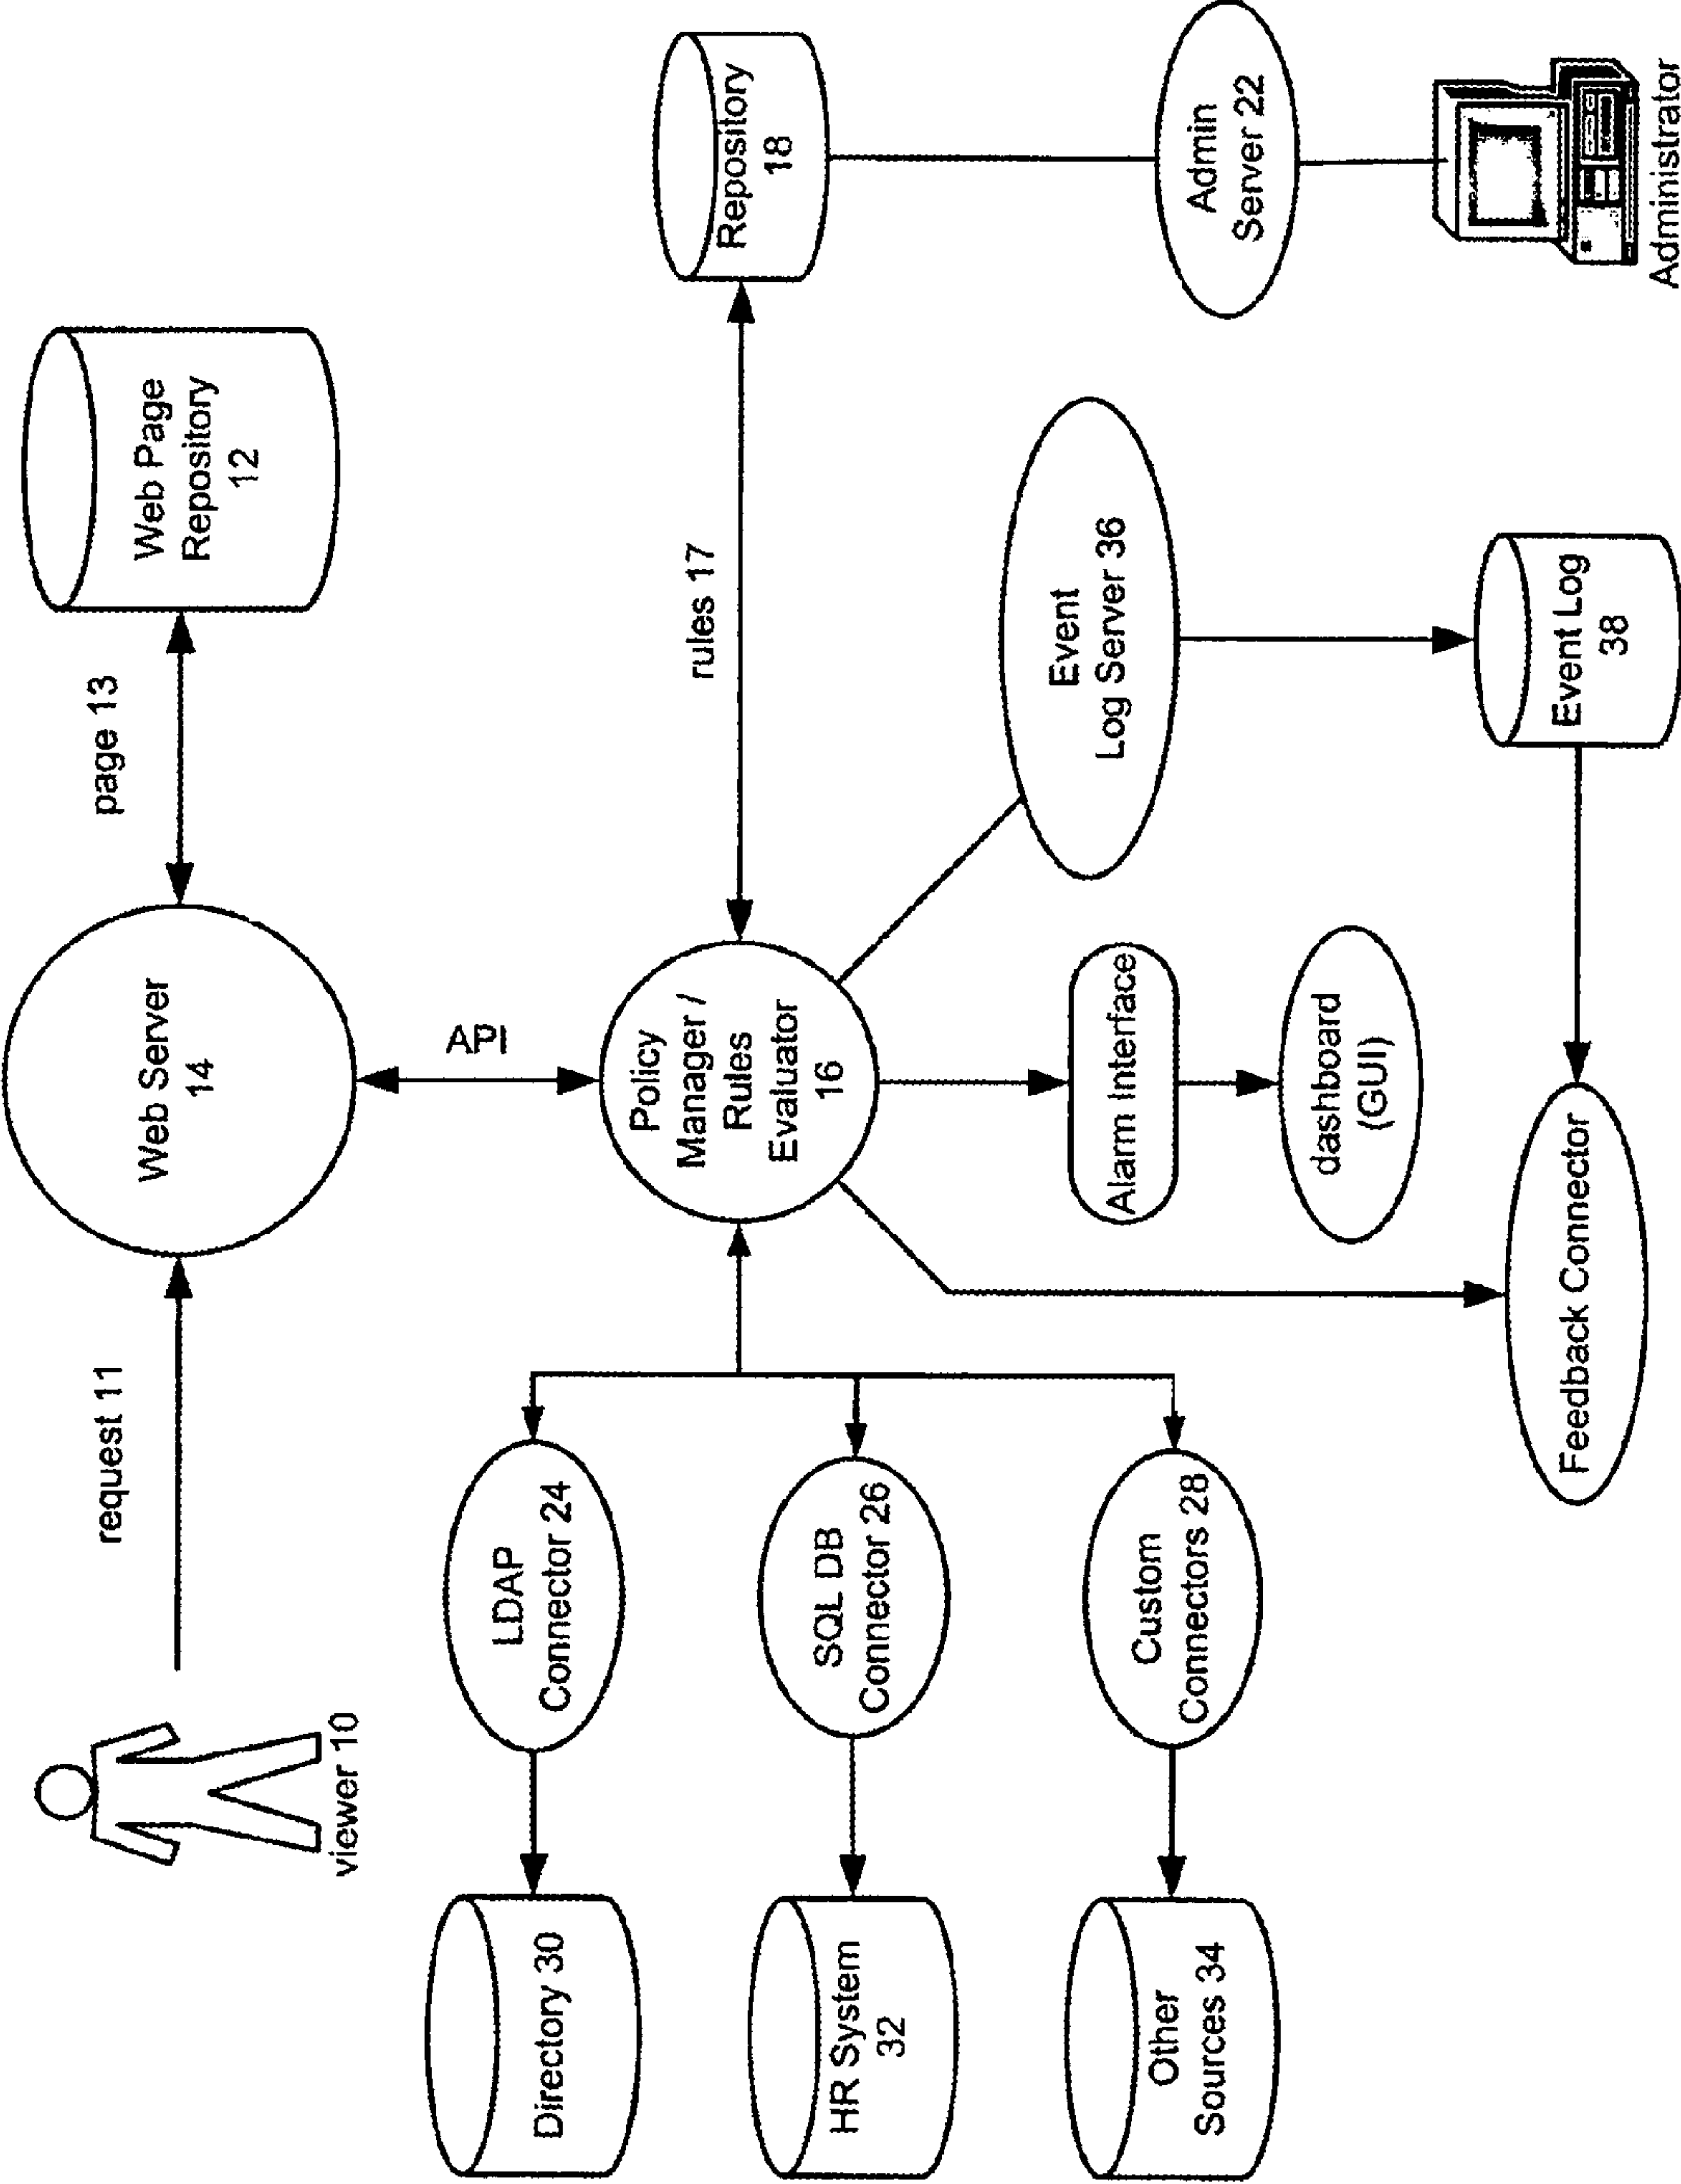 viewer 10
request 11
Web Server
14
page 13
Web Page
Repository
12
API
Directory 30
LDAP
Connector 24
HR System
32
SQL DB
Connector 26
Other
Sources 34
Custom
Connectors 28
Policy
Manager /
Rules
Evaluator
16
rules 17
Repository
18
Alarm Interface
dashboard
(GUI)
Event
Log Server 36
Admin
Server 22
Feedback Connector
Event Log
38
Administrator